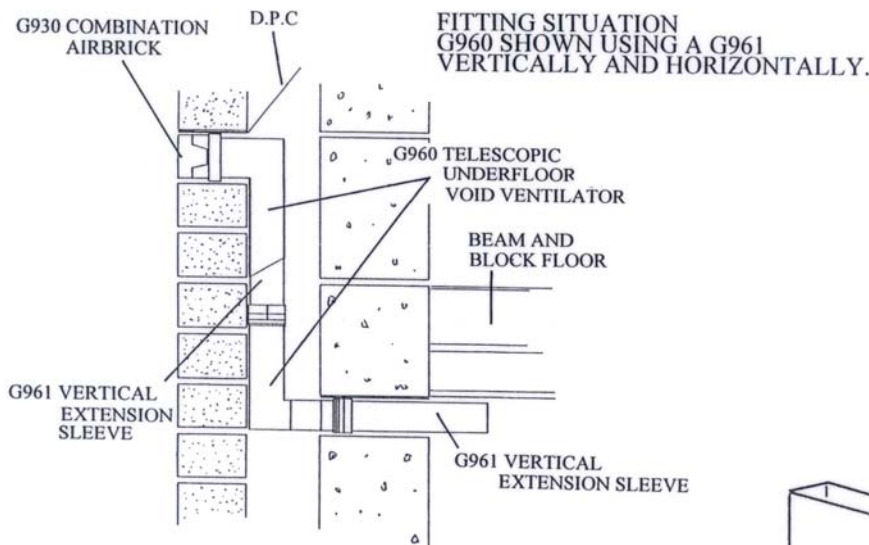 G930 COMBINATION
AIRBRICK
D.P.C
FITTING SITUATION
G960 SHOWN USING A G961
VERTICALLY AND HORIZONTALLY.
G960 TELESCOPIC
UNDERFLOOR
VOID VENTILATOR
BEAM AND
BLOCK FLOOR
G961 VERTICAL
EXTENSION
SLEEVE
G961 VERTICAL
EXTENSION SLEEVE